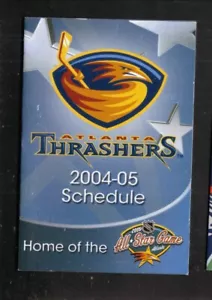 ATLANTA
THRASHERS
2004-05
Schedule
Home of the
All-Star Game